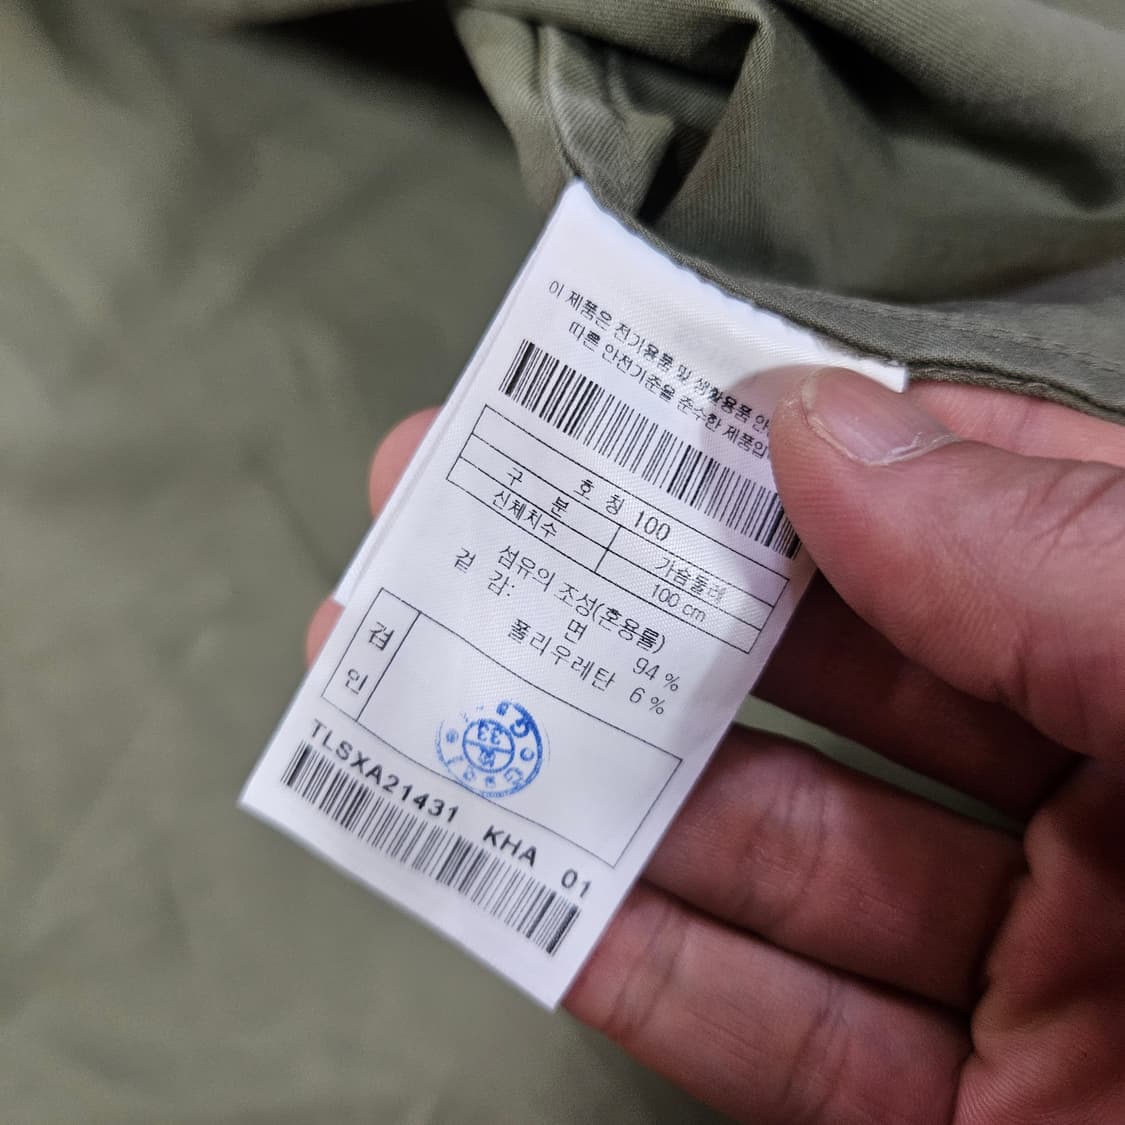 이 제품은 전기용품 및 생활용품 안
따른 안전기준을 준수한 제품입
호 칭 100
구 분 가슴둘레
신체치수 100 cm
섬유의 조성(혼용률)
겉 감:
면 94 %
폴리우레탄 6 %
검
인
TLSXA21431 KHA 01